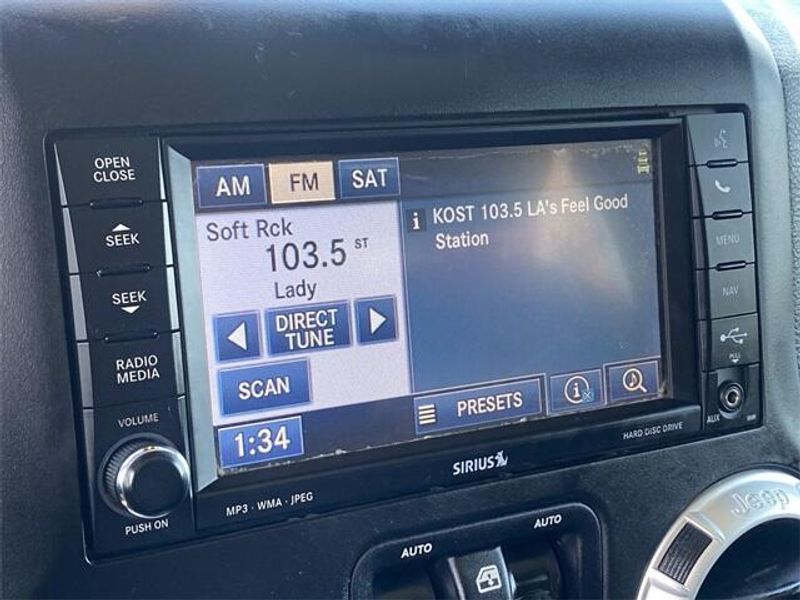 OPEN
CLOSE
SEEK
SEEK
RADIO
MEDIA
VOLUME
PUSH ON
AM FM SAT
Soft Rck
103.5 ST
Lady
DIRECT
TUNE
SCAN
1:34
i KOST 103.5 LA's Feel Good
Station
PRESETS
i
MENU
NAV
PULL
AUX
MP3 · WMA · JPEG
SIRIUS
HARD DISC DRIVE
AUTO
AUTO
Jeep